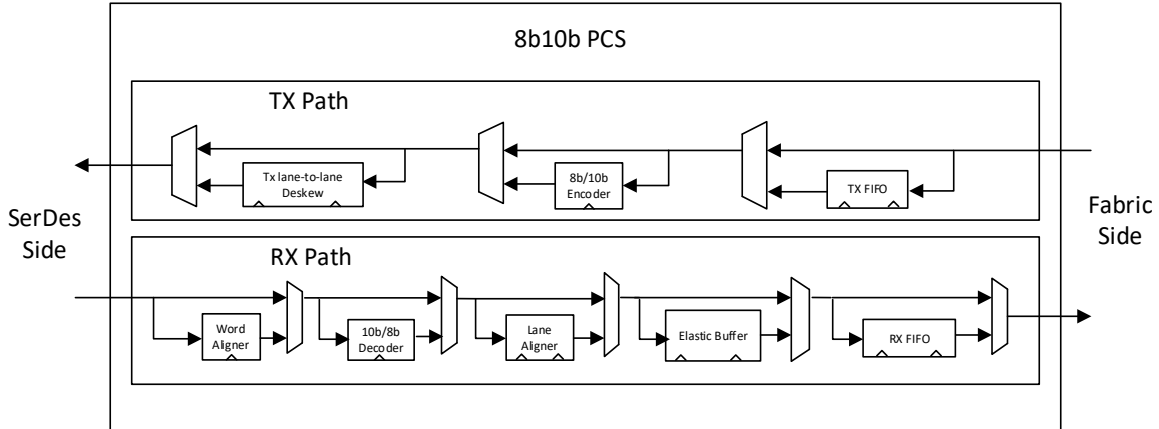 8b10b PCS
TX Path
Tx lane-to-lane
Deskew
8b/10b
Encoder
TX FIFO
SerDes
Side
Fabric
Side
RX Path
Word
Aligner
10b/8b
Decoder
Lane
Aligner
Elastic Buffer
RX FIFO